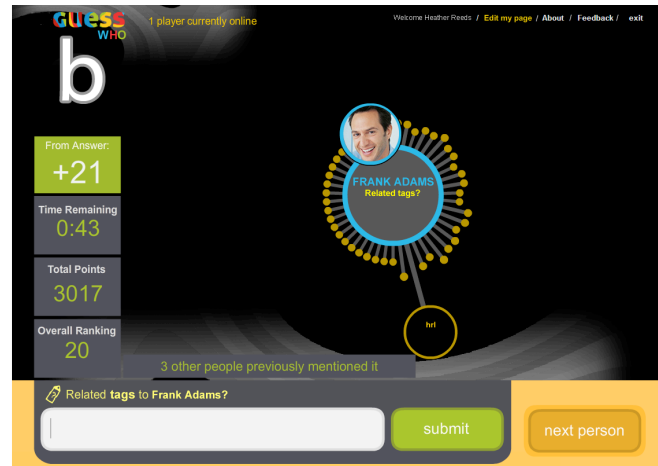 GUESS
WHO
b
1 player currently online
Welcome Heather Reeds / Edit my page / About / Feedback / exit
From Answer:
+21
Time Remaining
0:43
Total Points
3017
Overall Ranking
20
FRANK ADAMS
Related tags?
hrl
3 other people previously mentioned it
Related tags to Frank Adams?
submit
next person